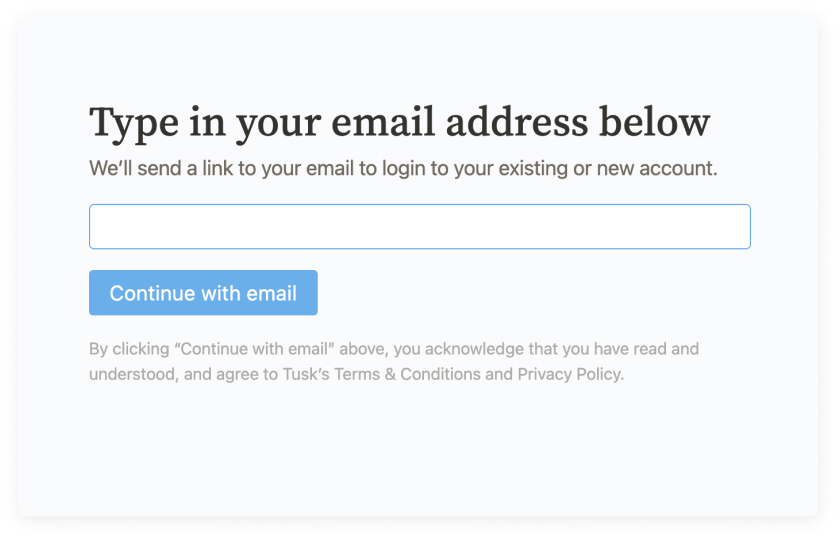 Type in your email address below
We’ll send a link to your email to login to your existing or new account.
Continue with email
By clicking “Continue with email” above, you acknowledge that you have read and
understood, and agree to Tusk’s Terms & Conditions and Privacy Policy.